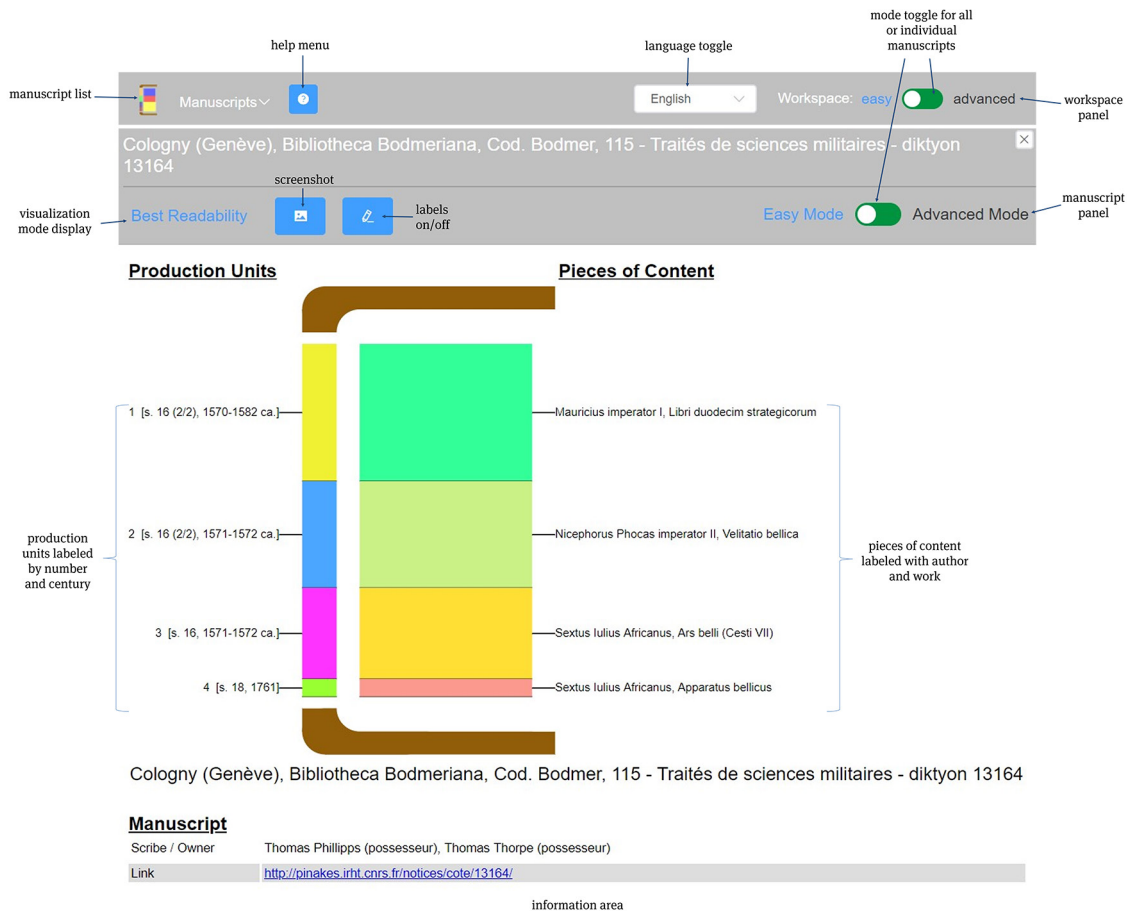 mode toggle for all
or individual
manuscripts
help menu
language toggle
manuscript list
Manuscripts
?
English
Workspace: easy advanced
workspace
panel
Cologny (Genève), Bibliotheca Bodmeriana, Cod. Bodmer, 115 - Traités de sciences militaires - diktyon
13164
screenshot
visualization
mode display
Best Readability
labels
on/off
Easy Mode Advanced Mode
manuscript
panel
Production Units Pieces of Content
1 [s. 16 (2/2), 1570-1582 ca.] Mauricius imperator I, Libri duodecim strategicorum
2 [s. 16 (2/2), 1571-1572 ca.] Nicephorus Phocas imperator II, Velitatio bellica
production
units labeled
by number
and century
pieces of content
labeled with author
and work
3 [s. 16, 1571-1572 ca.] Sextus Iulius Africanus, Ars belli (Cesti VII)
4 [s. 18, 1761] Sextus Iulius Africanus, Apparatus bellicus
Cologny (Genève), Bibliotheca Bodmeriana, Cod. Bodmer, 115 - Traités de sciences militaires - diktyon 13164
Manuscript
Scribe / Owner Thomas Phillipps (possesseur), Thomas Thorpe (possesseur)
Link http://pinakes.irht.cnrs.fr/notices/cote/13164/
information area